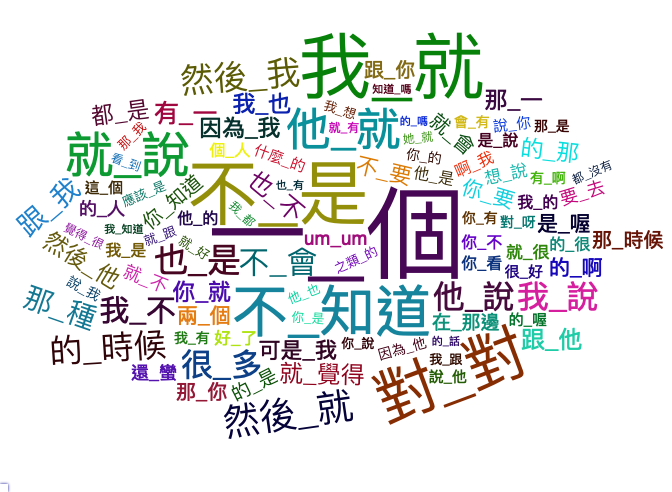 我_就
然後_我
跟_你
知道_嗎
我_也
那_一
都_是
有_一
我_想
他_就
那_我
因為_我
就_有
的_嗎
就_會
會_有
說_你
那_是
她_就
是_說
就_說
個_人
什麼_的
不_要
你_的
的_那
看_到
不_是
也_不
也_有
他_是
啊_我
想_說
有_啊
都_沒有
這_個
應該_是
你_知道
你_要
我_的
要_去
跟_我
的_人
他_的
我_都
一_個
你_有
對_呀
是_喔
我_知道
覺得_很
就_跟
就_好
um_um
你_不
就_很
的_很
那_時候
然後_他
我_是
也_是
不_會
之類_的
你_看
很_好
的_啊
說_我
就_不
那_種
我_不
你_就
他_也
不_知道
他_說
我_說
兩_個
你_是
在_那邊
的_喔
的_時候
我_有
好_了
可是_我
你_說
因為_他
的_話
跟_他
很_多
我_跟
還_蠻
那_你
的_是
就_覺得
對_對
說_他
然後_就